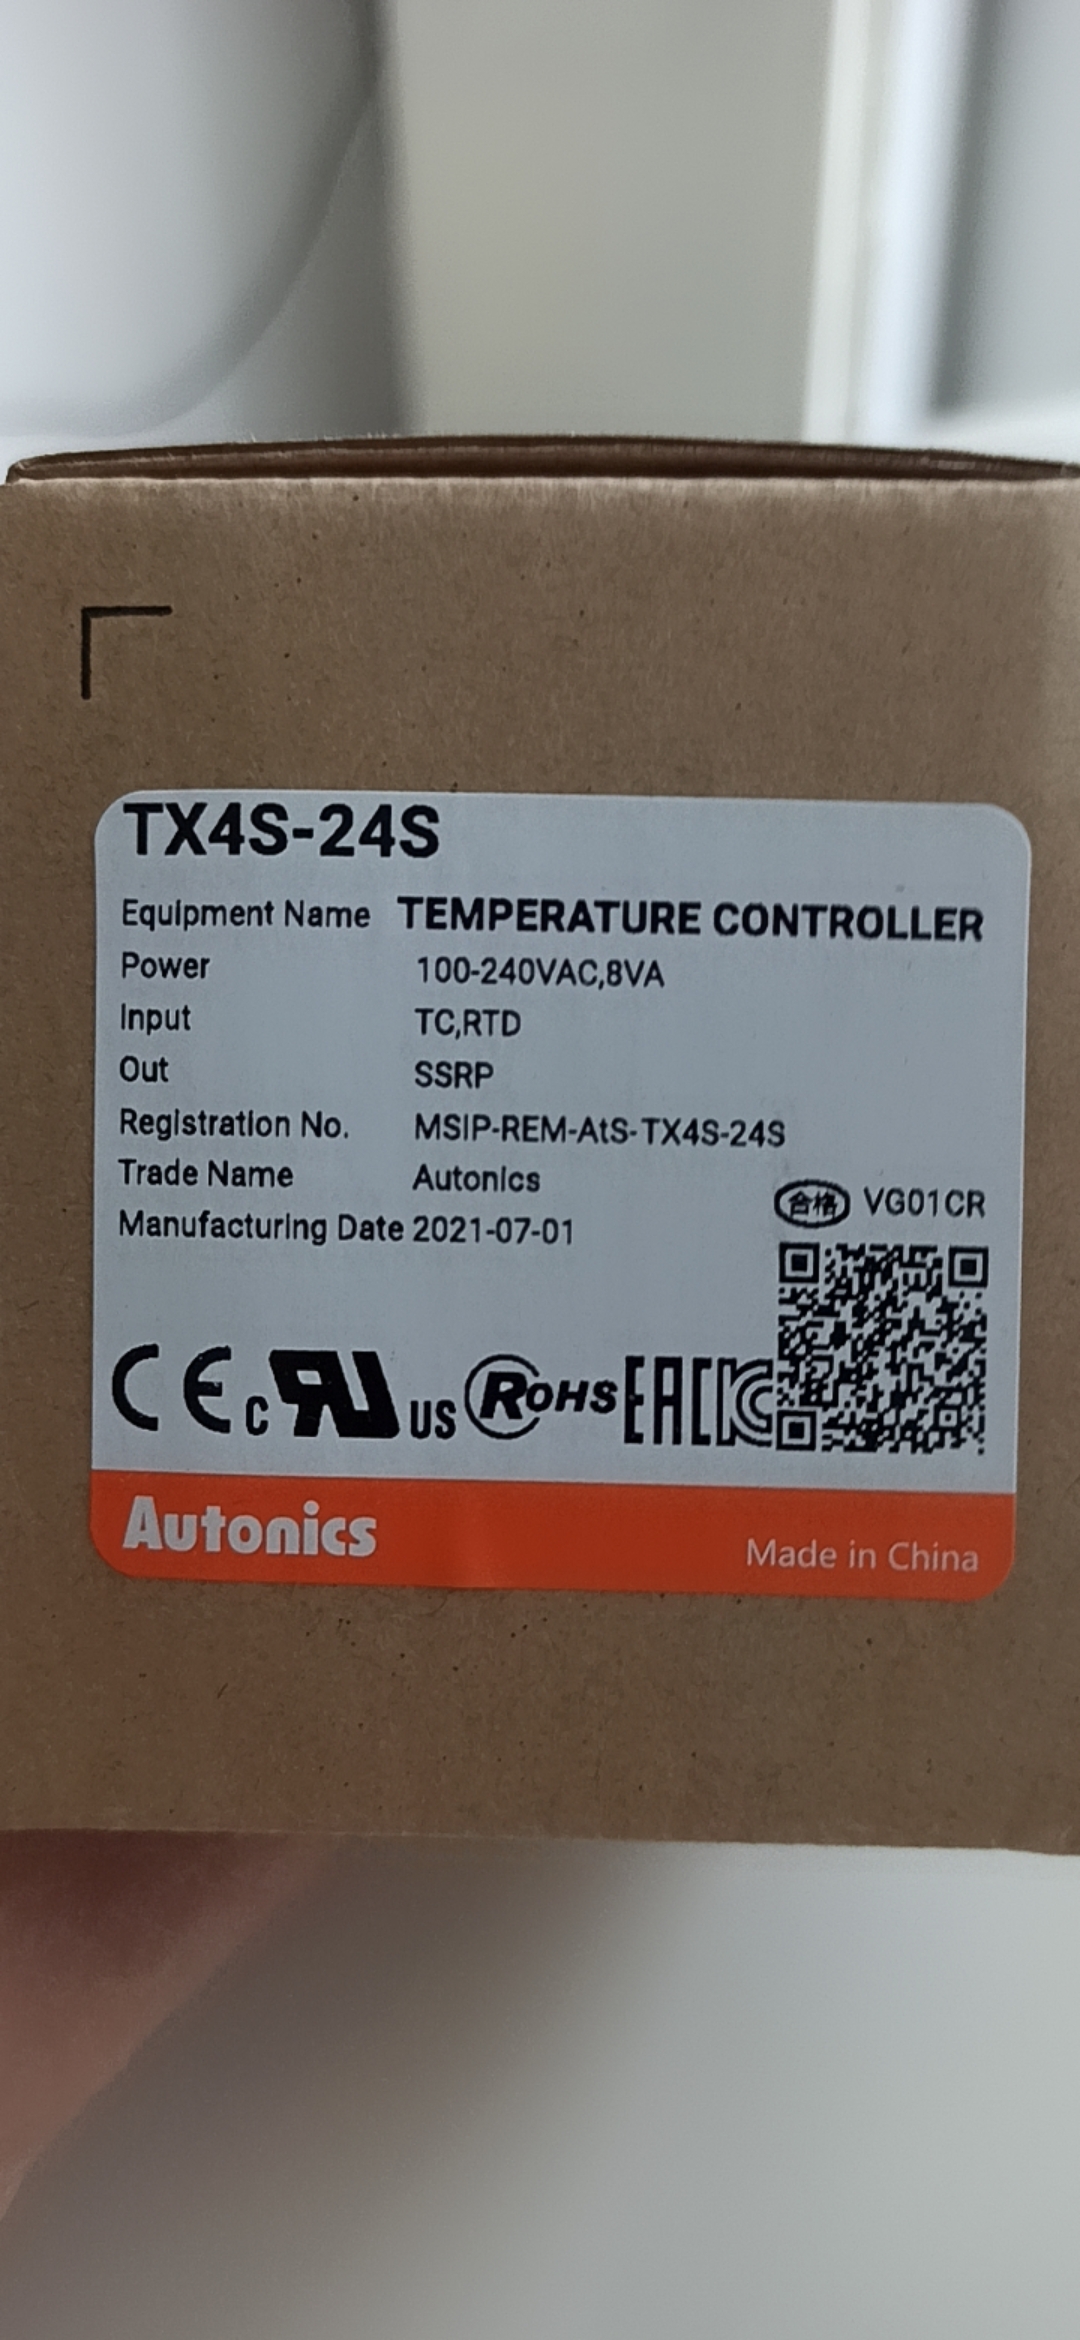 TX4S-24S
Equipment Name TEMPERATURE CONTROLLER
Power 100-240VAC,8VA
Input TC,RTD
Out SSRP
Registration No. MSIP-REM-AtS-TX4S-24S
Trade Name Autonics
Manufacturing Date 2021-07-01
合格 VG01CR
CE c RU US RoHS EAC KC
Autonics
Made in China